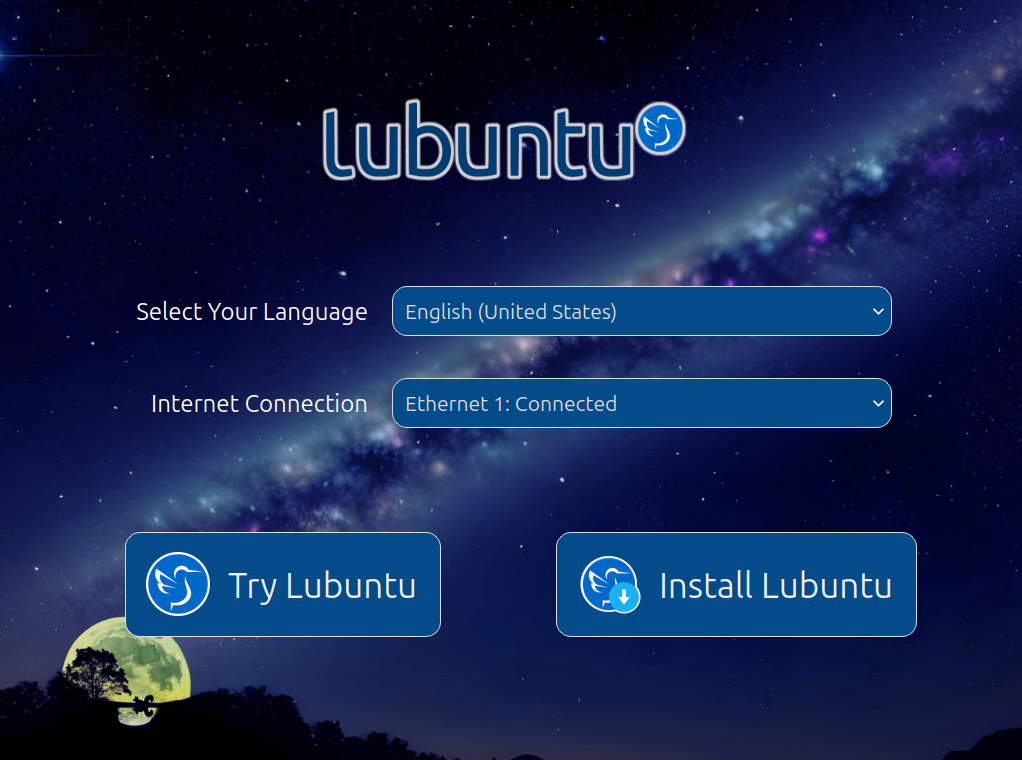 lubuntu
Select Your Language
English (United States)
Internet Connection
Ethernet 1: Connected
Try Lubuntu
Install Lubuntu